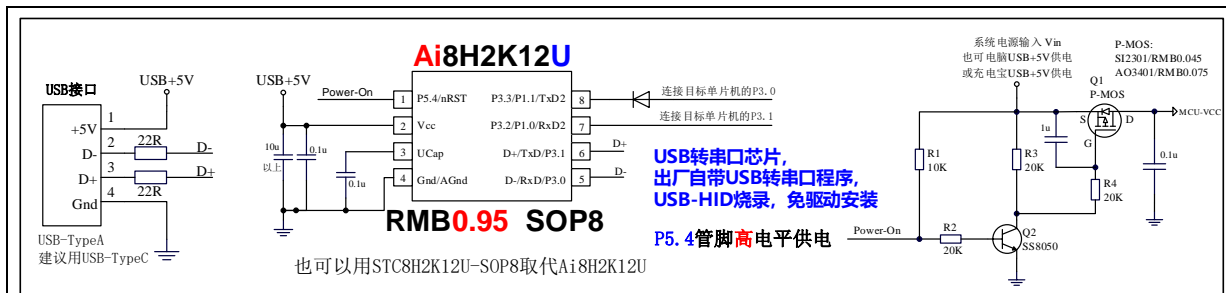 USB接口
USB+5V
1
+5V
2
22R
D-
D-
3
D+
D+
4
22R
Gnd
USB-TypeA
建议用USB-TypeC
Ai8H2K12U
USB+5V
Power-On
1
P5.4/nRST
P3.3/P1.1/TxD2
8
连接目标单片机的P3.0
2
Vcc
P3.2/P1.0/RxD2
7
连接目标单片机的P3.1
10u
以上
0.1u
3
UCap
D+/TxD/P3.1
6
D+
0.1u
4
Gnd/AGnd
D-/RxD/P3.0
5
D-
RMB0.95 SOP8
也可以用STC8H2K12U-SOP8取代Ai8H2K12U
USB转串口芯片，
出厂自带USB转串口程序，
USB-HID烧录，免驱动安装
P5.4管脚高电平供电
系统电源输入 Vin
也可电脑USB+5V供电
或充电宝USB+5V供电
P-MOS:
SI2301/RMB0.045
AO3401/RMB0.075
Q1
P-MOS
S
D
G
MCU-VCC
1u
0.1u
R1
10K
R3
20K
R4
20K
Power-On
R2
20K
Q2
SS8050